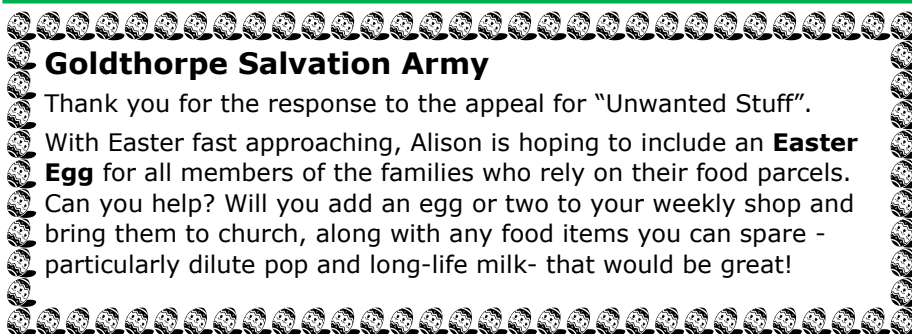 Goldthorpe Salvation Army
Thank you for the response to the appeal for “Unwanted Stuff”.
With Easter fast approaching, Alison is hoping to include an Easter
Egg for all members of the families who rely on their food parcels.
Can you help? Will you add an egg or two to your weekly shop and
bring them to church, along with any food items you can spare -
particularly dilute pop and long-life milk- that would be great!